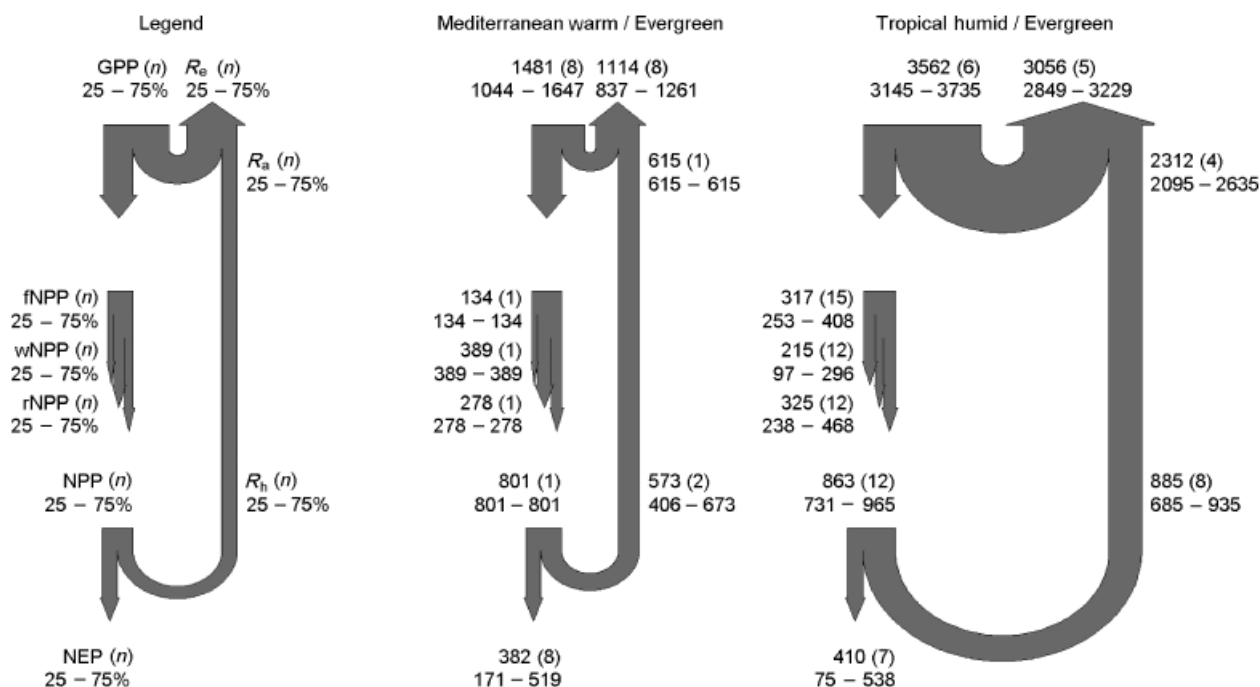 Legend
GPP (n) Re (n)
25 – 75% 25 – 75%
Ra (n)
25 – 75%
fNPP (n)
25 – 75%
wNPP (n)
25 – 75%
rNPP (n)
25 – 75%
NPP (n)
25 – 75%
Rh (n)
25 – 75%
NEP (n)
25 – 75%
Mediterranean warm / Evergreen
1481 (8) 1114 (8)
1044 – 1647 837 – 1261
615 (1)
615 – 615
134 (1)
134 – 134
389 (1)
389 – 389
278 (1)
278 – 278
801 (1)
801 – 801
573 (2)
406 – 673
382 (8)
171 – 519
Tropical humid / Evergreen
3562 (6) 3056 (5)
3145 – 3735 2849 – 3229
2312 (4)
2095 – 2635
317 (15)
253 – 408
215 (12)
97 – 296
325 (12)
238 – 468
863 (12)
731 – 965
885 (8)
685 – 935
410 (7)
75 – 538